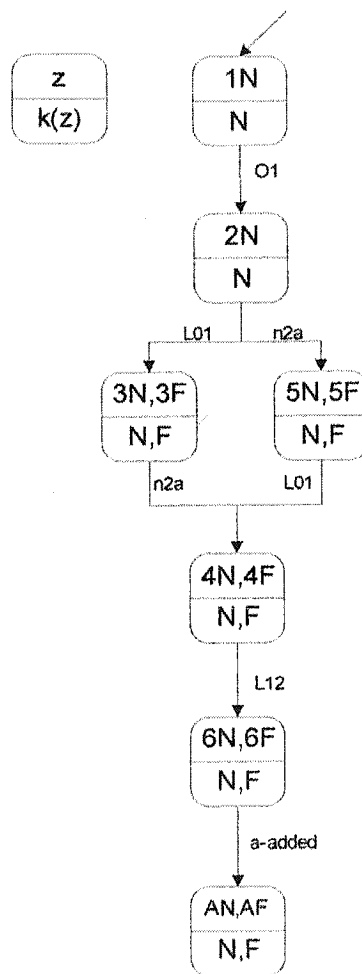 z
k(z)
1N
N
O1
2N
N
L01
n2a
3N,3F
N,F
5N,5F
N,F
n2a
L01
4N,4F
N,F
L12
6N,6F
N,F
a-added
AN,AF
N,F